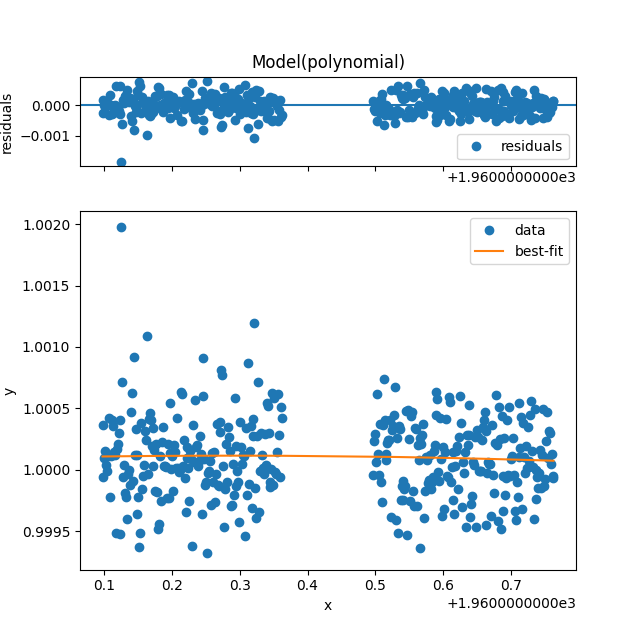 Model(polynomial)
residuals
0.000
−0.001
residuals
+1.9600000000e3
y
1.0020
1.0015
1.0010
1.0005
1.0000
0.9995
data
best-fit
0.1 0.2 0.3 0.4 0.5 0.6 0.7
x
+1.9600000000e3